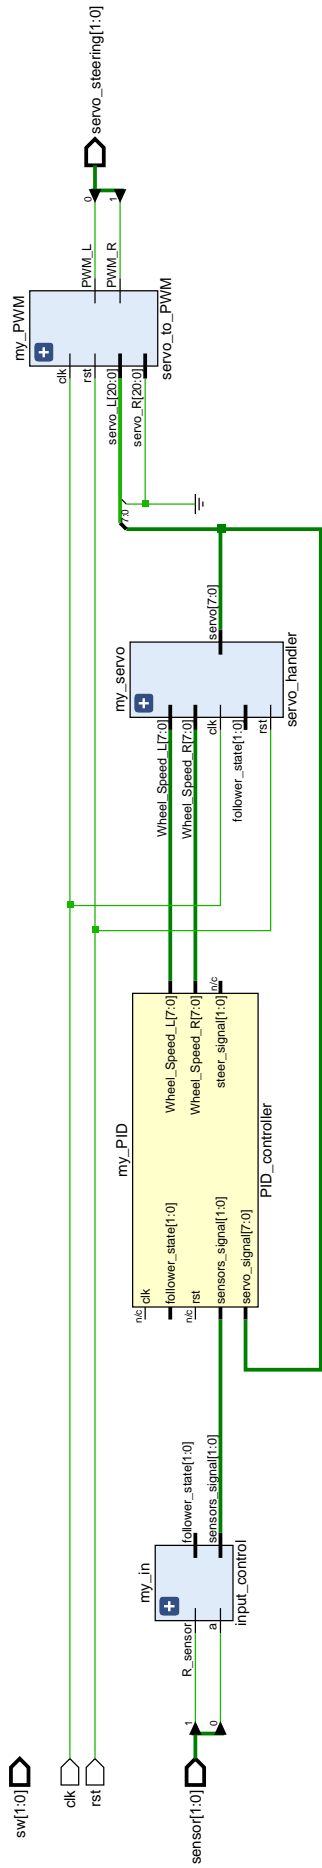 sw[1:0]
clk
rst
sensor[1:0]
1
0
my_in
R_sensor
a
follower_state[1:0]
sensors_signal[1:0]
input_control
my_PID
n/c
clk
follower_state[1:0]
n/c
rst
sensors_signal[1:0]
servo_signal[7:0]
Wheel_Speed_L[7:0]
Wheel_Speed_R[7:0]
steer_signal[1:0]
n/c
PID_controller
my_servo
Wheel_Speed_L[7:0]
Wheel_Speed_R[7:0]
clk
follower_state[1:0]
rst
servo[7:0]
servo_handler
7:0
my_PWM
clk
rst
servo_L[20:0]
servo_R[20:0]
PWM_L
PWM_R
servo_to_PWM
0
1
servo_steering[1:0]